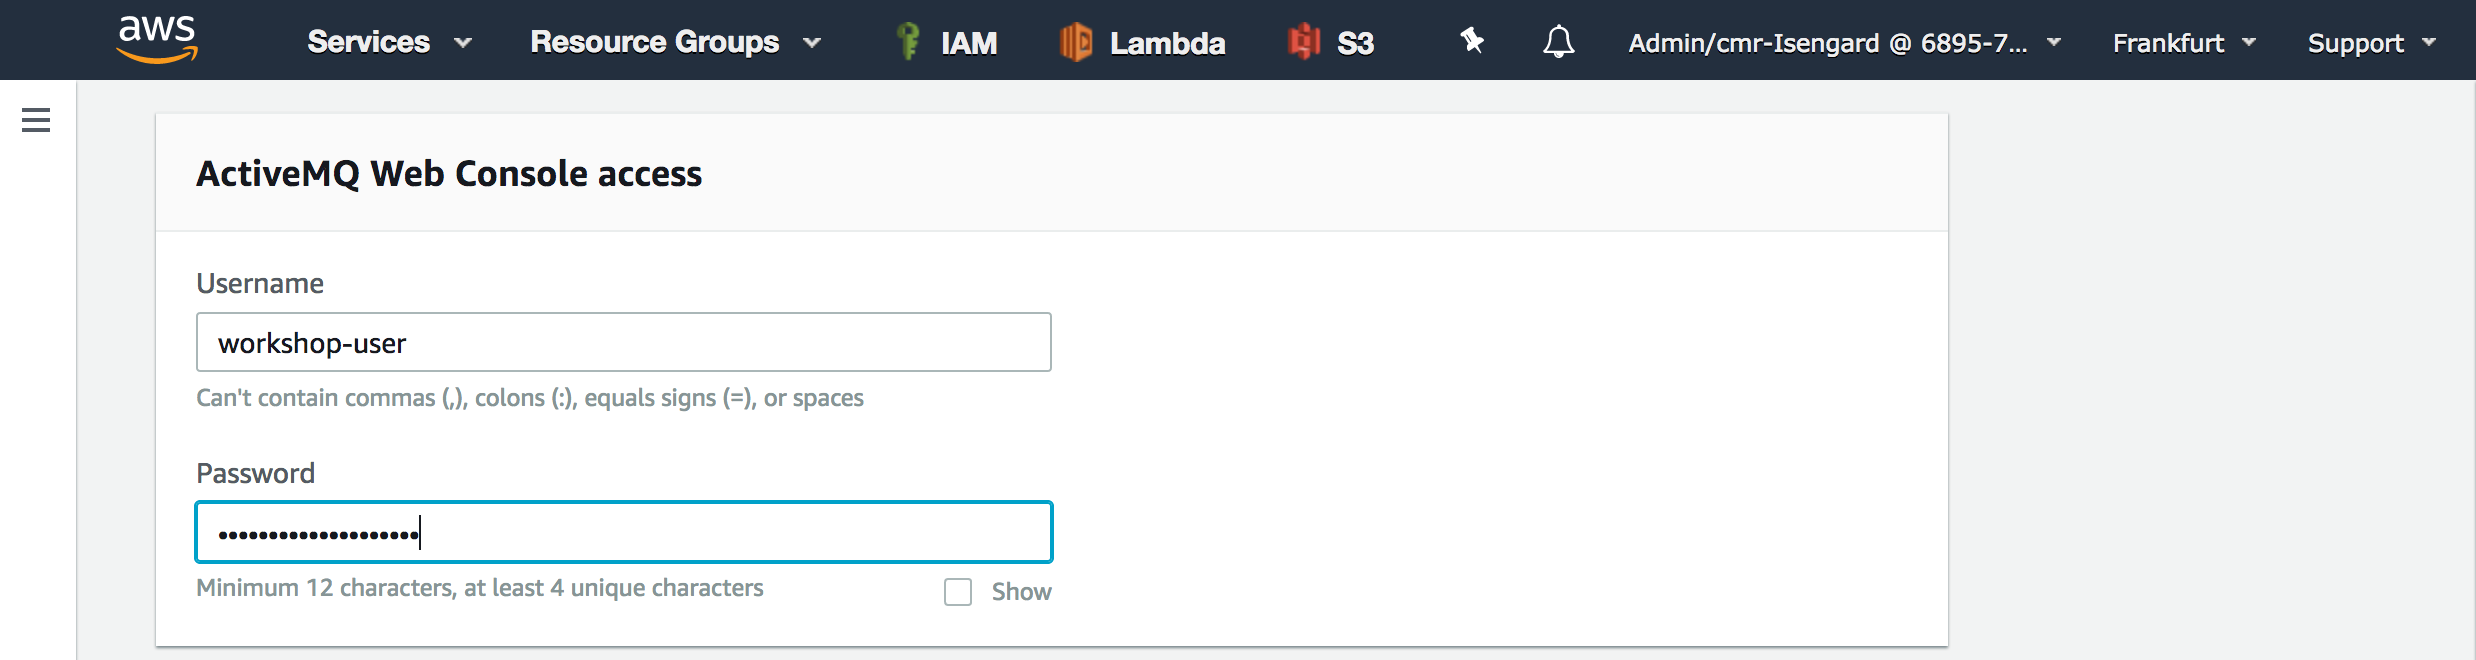 aws Services Resource Groups IAM Lambda S3 Admin/cmr-Isengard @ 6895-7... Frankfurt Support
ActiveMQ Web Console access
Username
workshop-user
Can't contain commas (,), colons (:), equals signs (=), or spaces
Password
••••••••••••••••••••
Minimum 12 characters, at least 4 unique characters Show